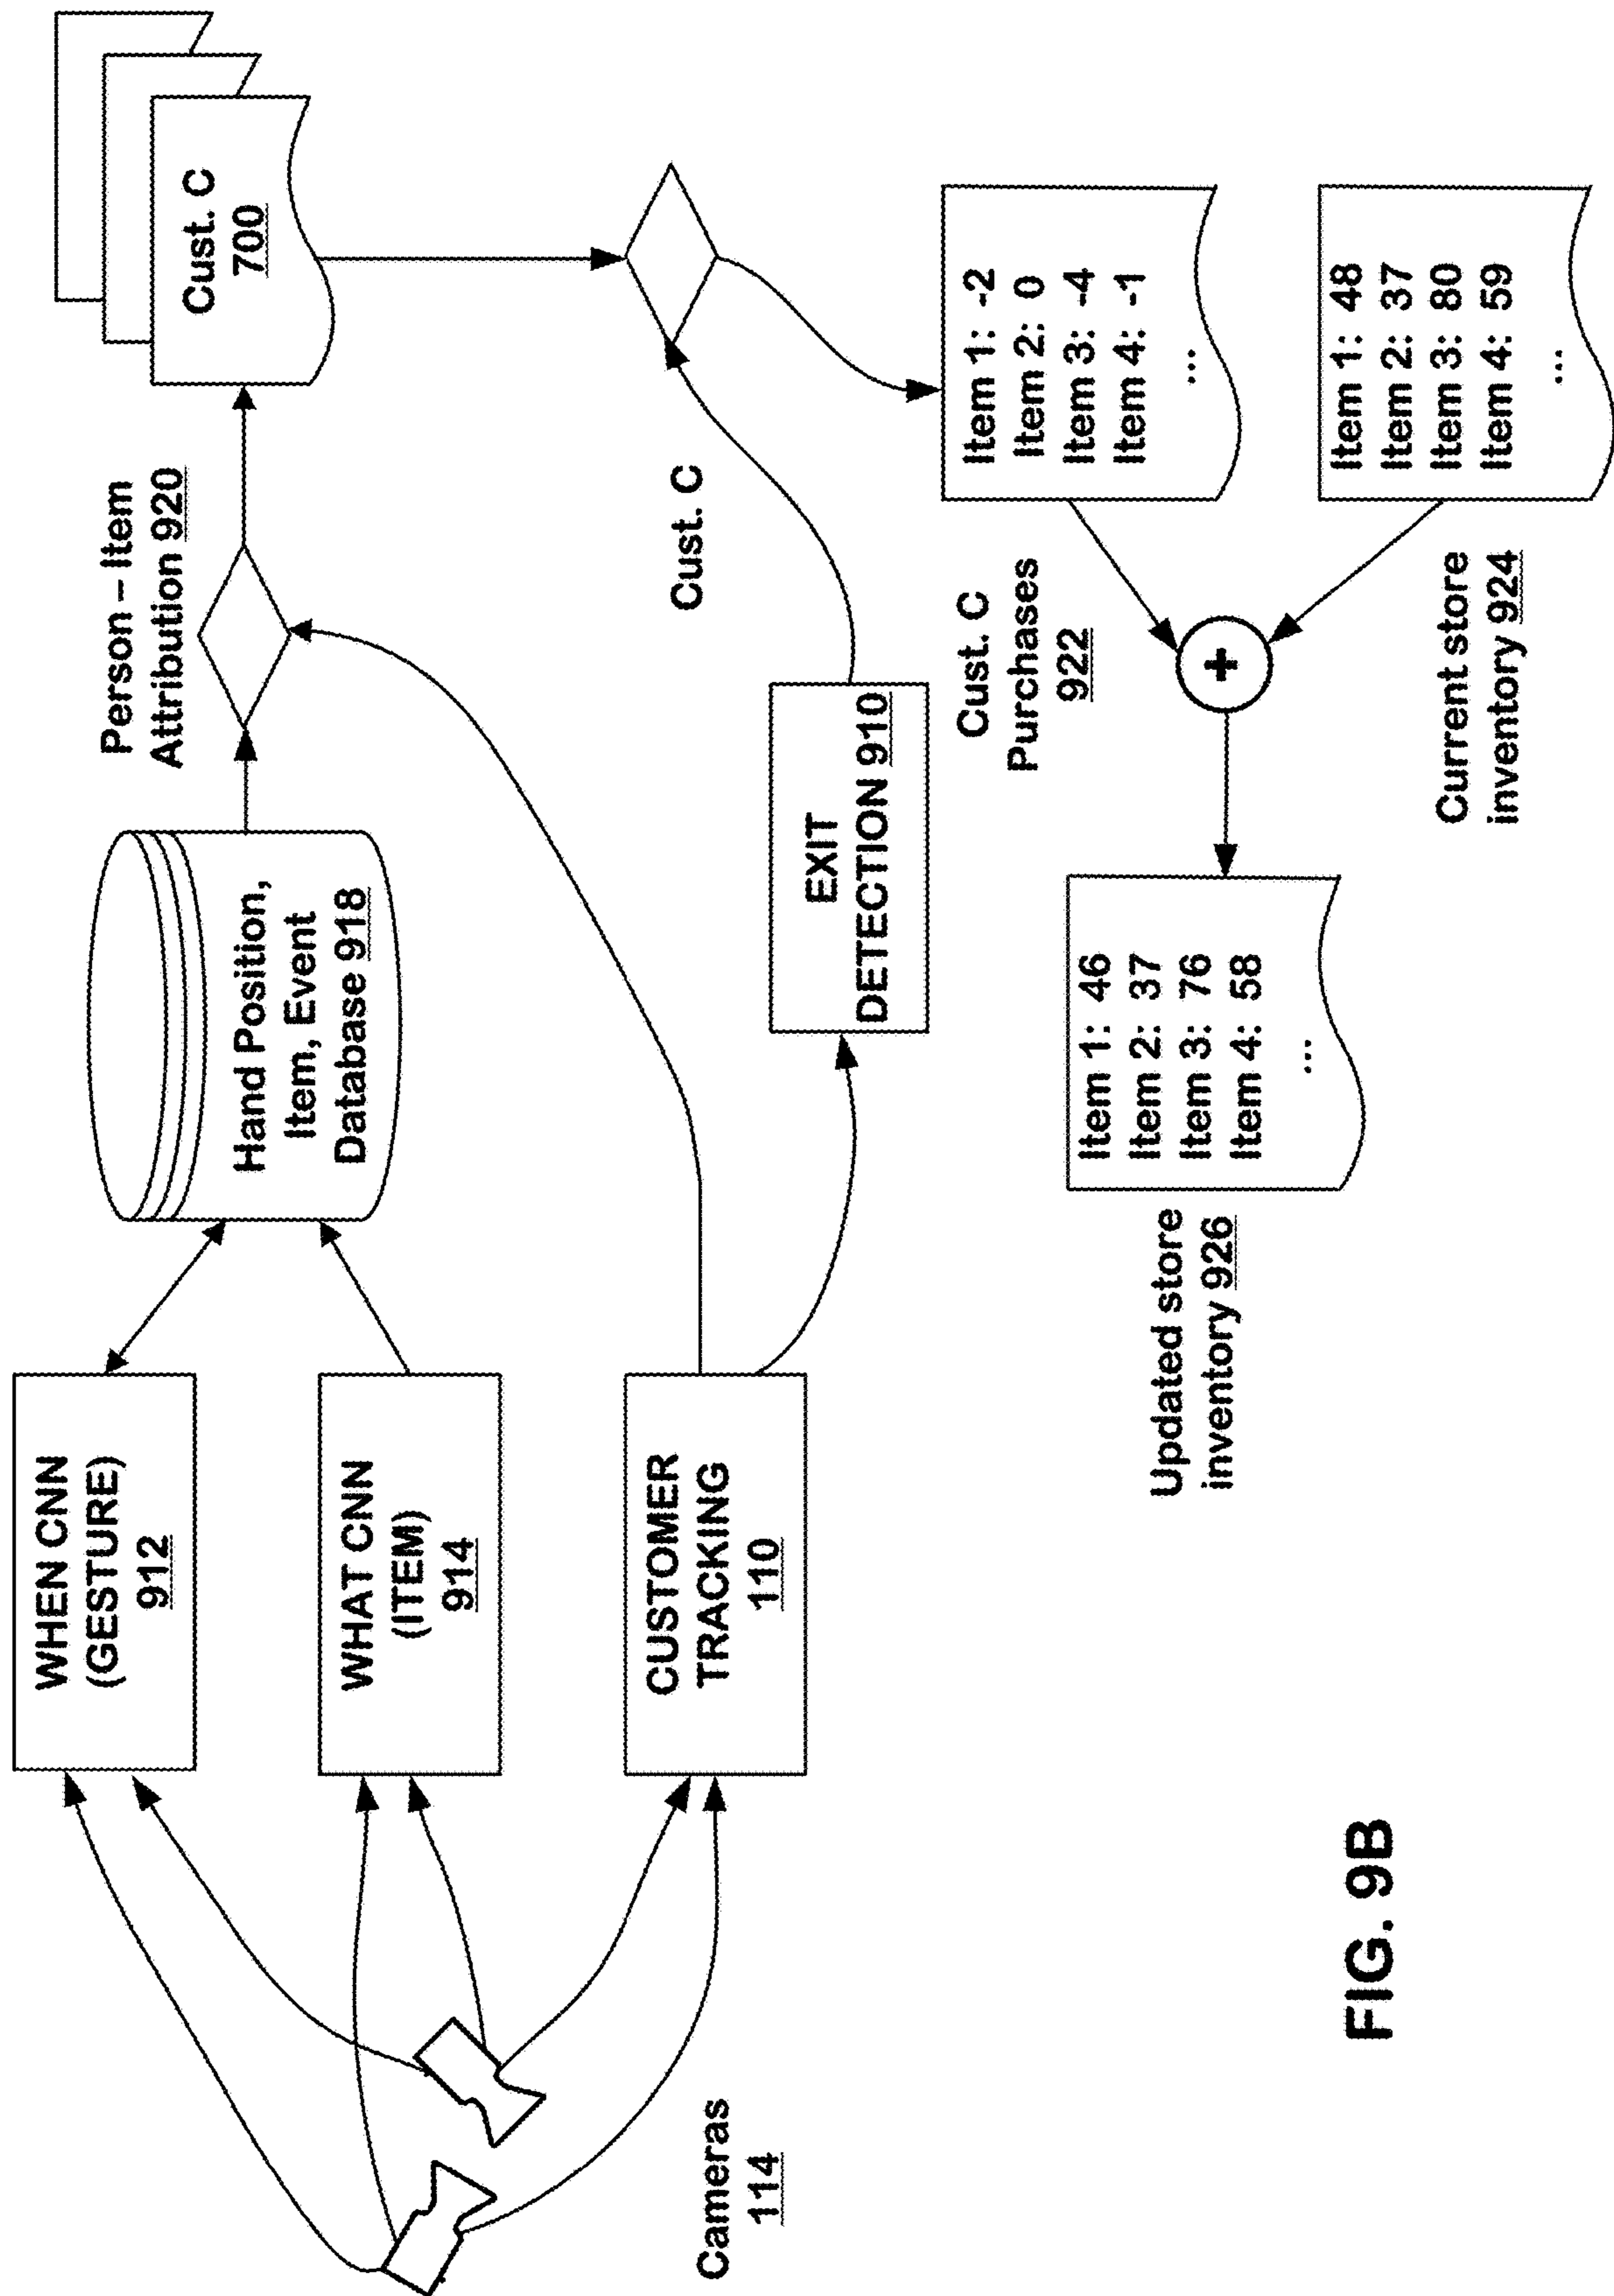 WHEN CNN
(GESTURE)
912
WHAT CNN
(ITEM)
914
CUSTOMER
TRACKING
110
Cameras
114
Hand Position,
Item, Event
Database 918
Person – Item
Attribution 920
Cust. C
700
EXIT
DETECTION 910
Cust. C
Cust. C
Purchases
922
Item 1: -2
Item 2: 0
Item 3: -4
Item 4: -1
...
+
Current store
inventory 924
Item 1: 48
Item 2: 37
Item 3: 80
Item 4: 59
...
Updated store
inventory 926
Item 1: 46
Item 2: 37
Item 3: 76
Item 4: 58
...
FIG. 9B